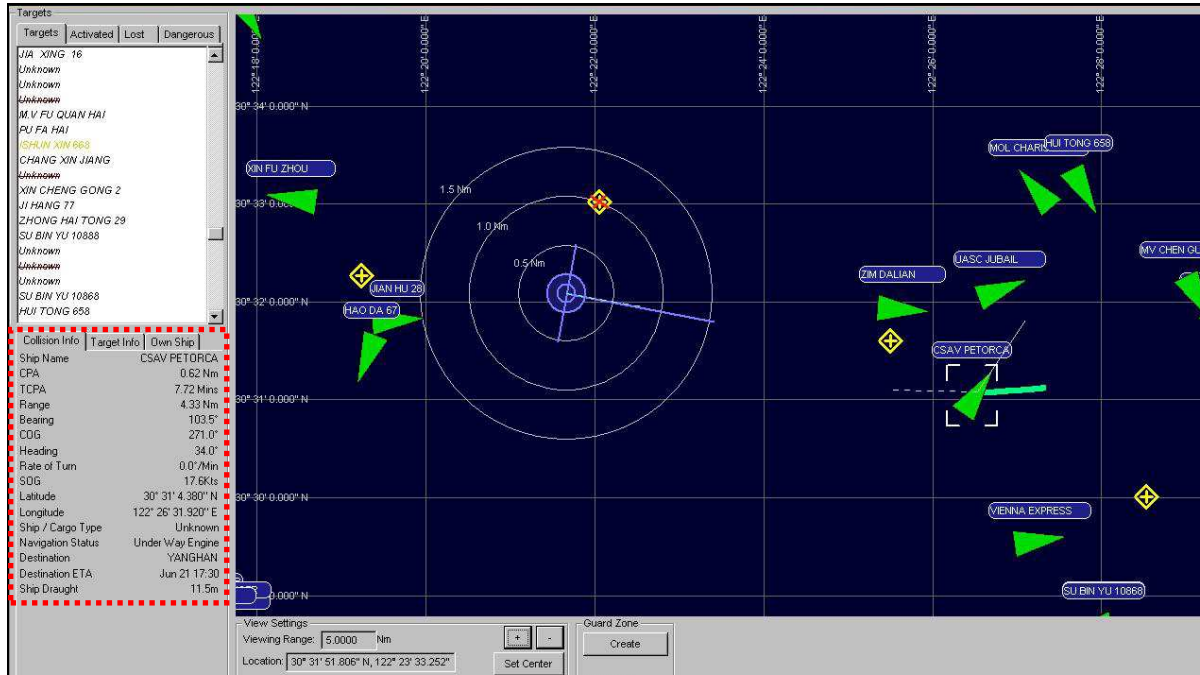 Targets
Targets Activated Lost Dangerous
JIA XING 16
Unknown
Unknown
Unknown
M.V FU QUAN HAI
PU FA HAI
ISHUN XIN 668
CHANG XIN JIANG
Unknown
XIN CHENG GONG 2
JI HANG 77
ZHONG HAI TONG 29
SU BIN YU 10888
Unknown
Unknown
Unknown
SU BIN YU 10868
HUI TONG 658
Collision Info Target Info Own Ship
Ship Name CSAV PETORCA
CPA 0.62 Nm
TCPA 7.72 Mins
Range 4.33 Nm
Bearing 103.5°
COG 271.0°
Heading 34.0°
Rate of Turn 0.0°/Min
SOG 17.6Kts
Latitude 30° 31' 4.380" N
Longitude 122° 26' 31.920" E
Ship / Cargo Type Unknown
Navigation Status Under Way Engine
Destination YANGHAN
Destination ETA Jun 21 17:30
Ship Draught 11.5m
122° 18' 0.000" E
122° 20' 0.000" E
122° 22' 0.000" E
122° 24' 0.000" E
122° 26' 0.000" E
122° 28' 0.000" E
30° 34' 0.000" N
MOL CHARIS
HUI TONG 658
XIN FU ZHOU
1.5 Nm
30° 33' 0.000" N
1.0 Nm
0.5 Nm
MV CHEN GU
UASC JUBAIL
ZIM DALIAN
JIAN HU 28
30° 32' 0.000" N
HAO DA 67
CSAV PETORCA
30° 31' 0.000" N
30° 30' 0.000" N
VIENNA EXPRESS
0.000" N
SU BIN YU 10868
View Settings
Viewing Range: 5.0000 Nm + -
Location: 30° 31' 51.806" N, 122° 23' 33.252" Set Center
Guard Zone
Create